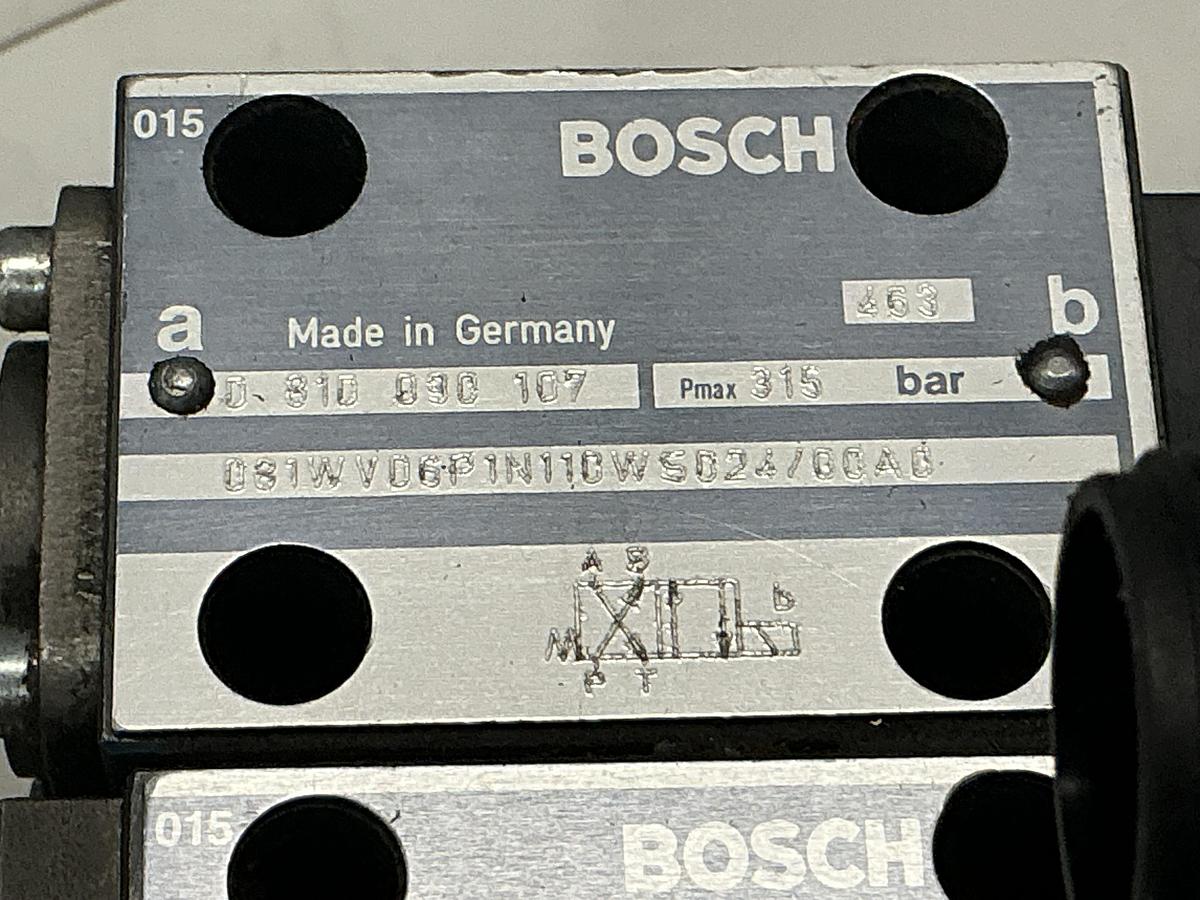 015
BOSCH
463
a
b
Made in Germany
0 810 090 107
Pmax 315 bar
081WV06P1N110WS024/00A0
A B
b
M
P T
015
BOSCH